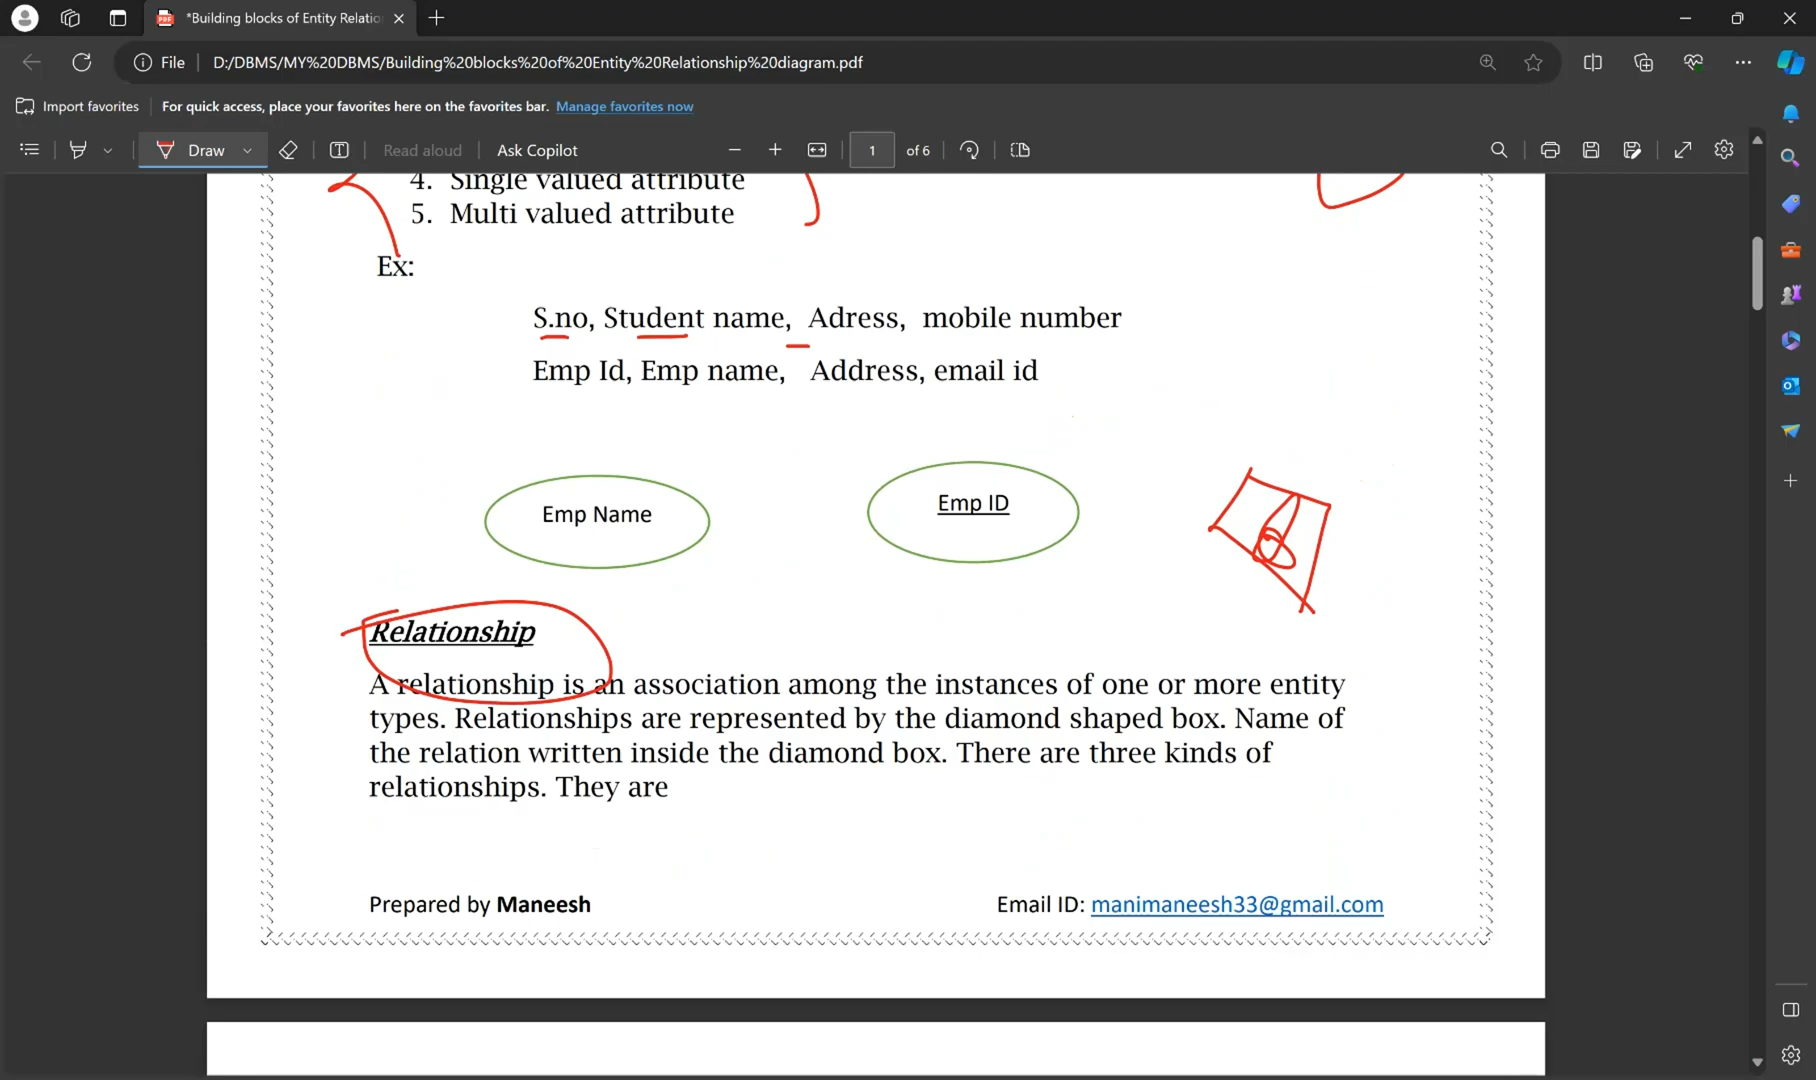 *Building blocks of Entity Relatio
File D:/DBMS/MY%20DBMS/Building%20blocks%20of%20Entity%20Relationship%20diagram.pdf
Import favorites For quick access, place your favorites here on the favorites bar. Manage favorites now
Draw Read aloud Ask Copilot 1 of 6
4. Single valued attribute
5. Multi valued attribute
Ex:
S.no, Student name, Adress, mobile number
Emp Id, Emp name, Address, email id
Emp Name Emp ID
Relationship
A relationship is an association among the instances of one or more entity
types. Relationships are represented by the diamond shaped box. Name of
the relation written inside the diamond box. There are three kinds of
relationships. They are
Prepared by Maneesh Email ID: manimaneesh33@gmail.com